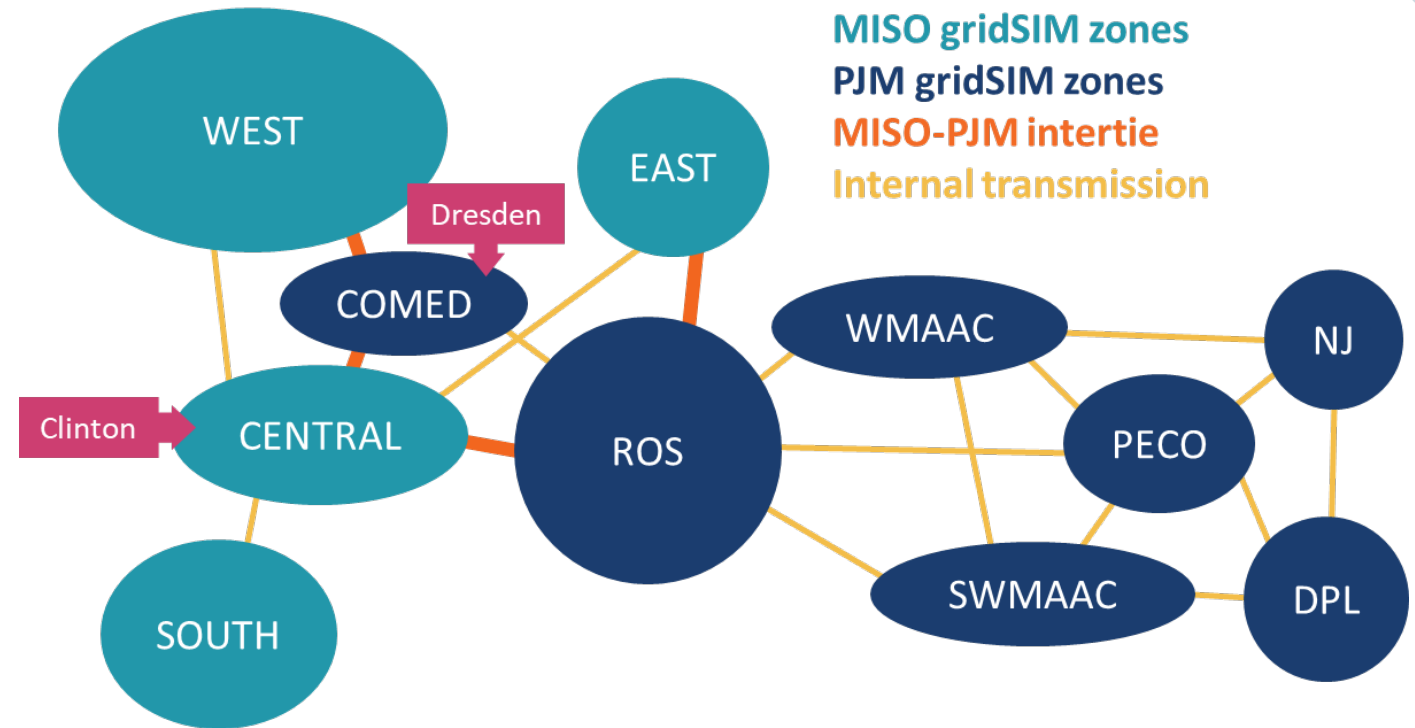 MISO gridSIM zones
PJM gridSIM zones
MISO-PJM intertie
Internal transmission
WEST
EAST
Dresden
COMED
WMAAC
NJ
Clinton
CENTRAL
ROS
PECO
SWMAAC
DPL
SOUTH